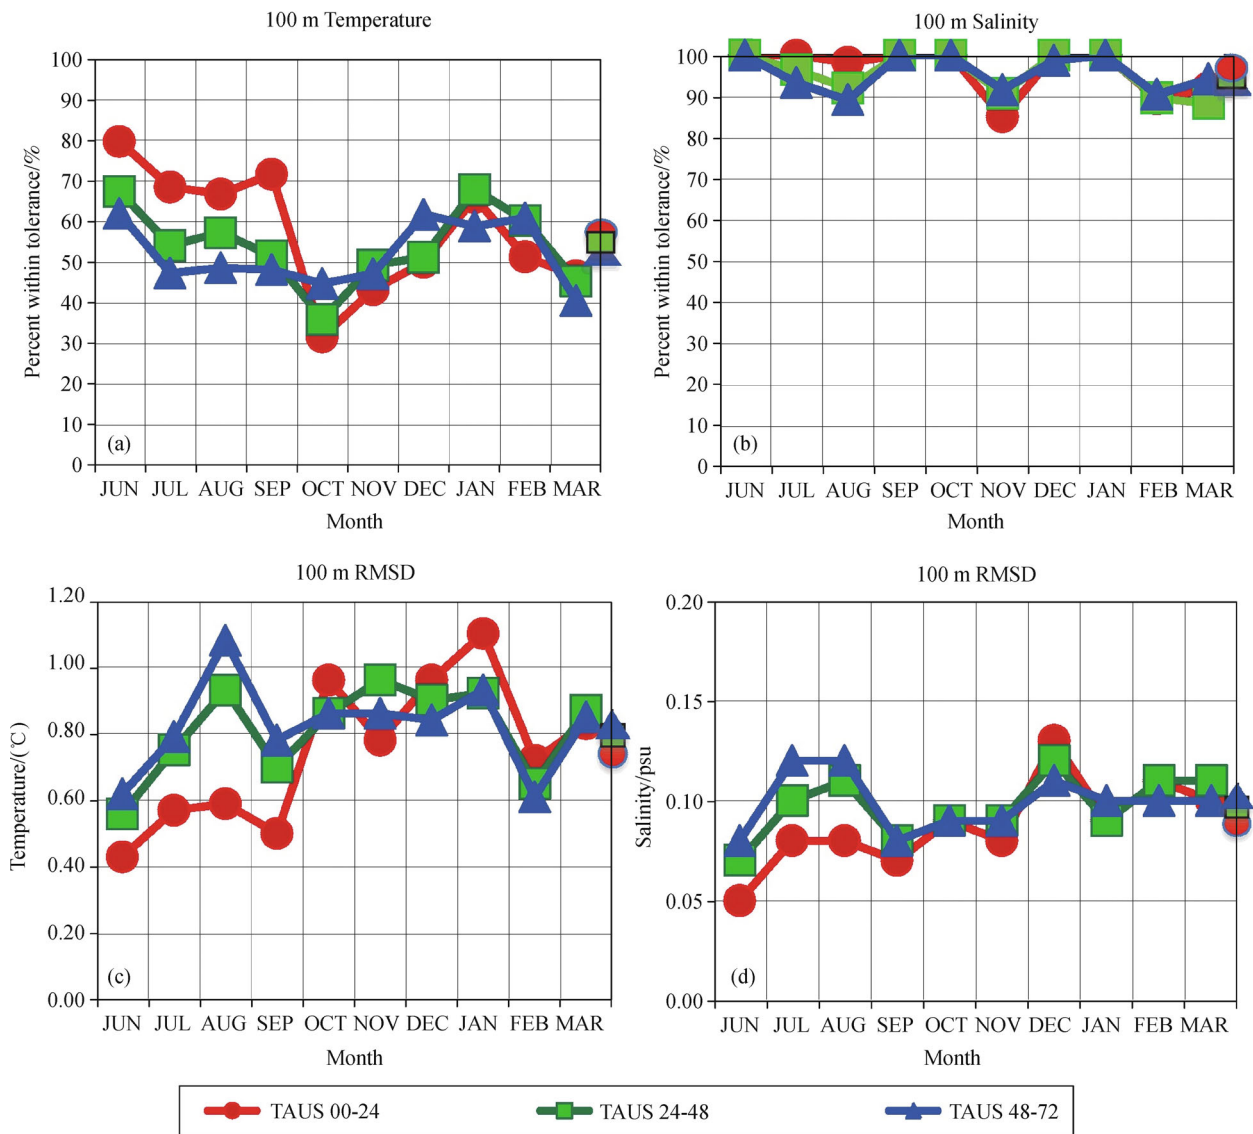 100 m Temperature
100
90
80
70
60
50
40
30
20
10
0
Percent within tolerance/%
(a)
JUN JUL AUG SEP OCT NOV DEC JAN FEB MAR
Month
100 m Salinity
100
90
80
70
60
50
40
30
20
10
0
Percent within tolerance/%
(b)
JUN JUL AUG SEP OCT NOV DEC JAN FEB MAR
Month
100 m RMSD
1.20
1.00
0.80
0.60
0.40
0.20
0.00
Temperature/(℃)
(c)
JUN JUL AUG SEP OCT NOV DEC JAN FEB MAR
Month
100 m RMSD
0.20
0.15
0.10
0.05
0.00
Salinity/psu
(d)
JUN JUL AUG SEP OCT NOV DEC JAN FEB MAR
Month
TAUS 00-24 TAUS 24-48 TAUS 48-72